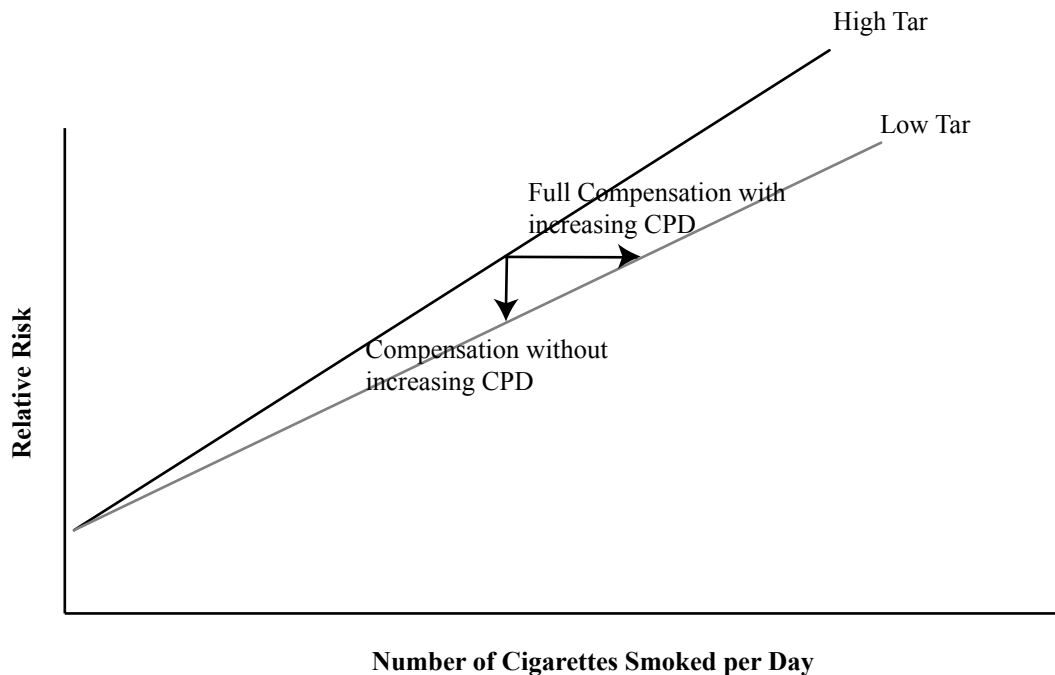 High Tar
Low Tar
Full Compensation with
increasing CPD
Compensation without
increasing CPD
Relative Risk
Number of Cigarettes Smoked per Day